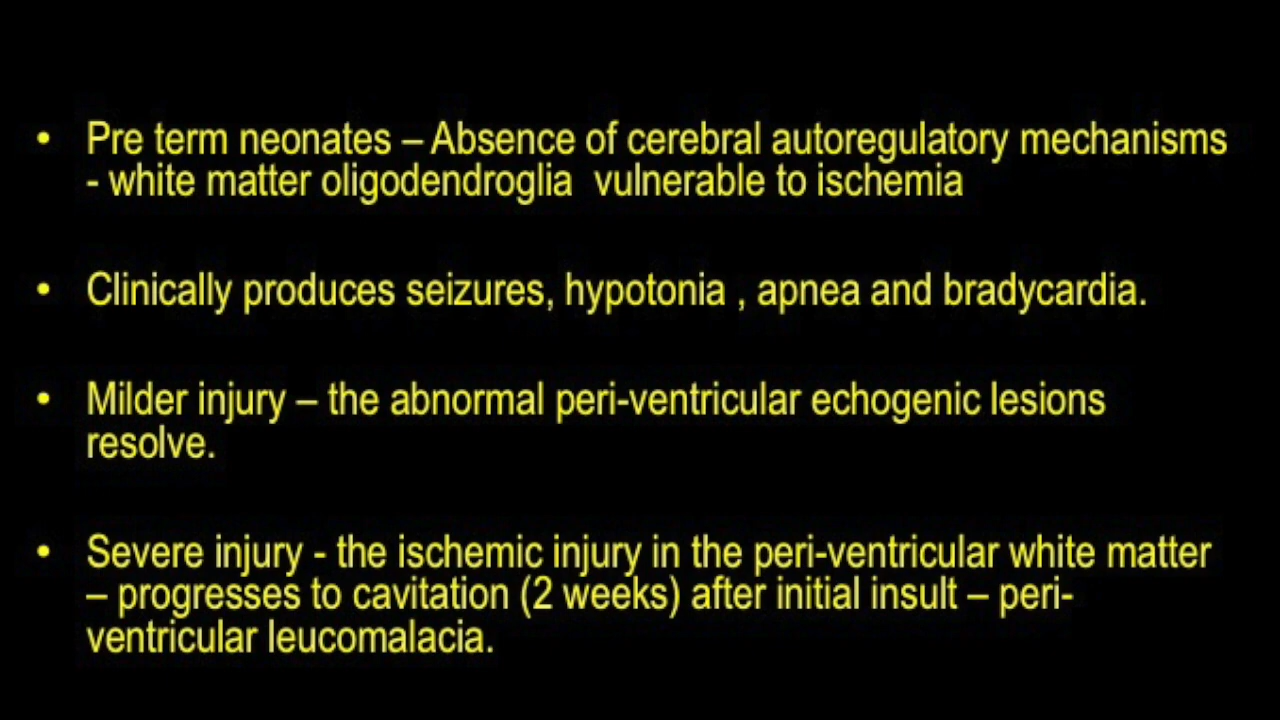 • Pre term neonates – Absence of cerebral autoregulatory mechanisms
- white matter oligodendroglia  vulnerable to ischemia
• Clinically produces seizures, hypotonia , apnea and bradycardia.
• Milder injury – the abnormal peri-ventricular echogenic lesions
resolve.
• Severe injury - the ischemic injury in the peri-ventricular white matter
– progresses to cavitation (2 weeks) after initial insult – peri-
ventricular leucomalacia.